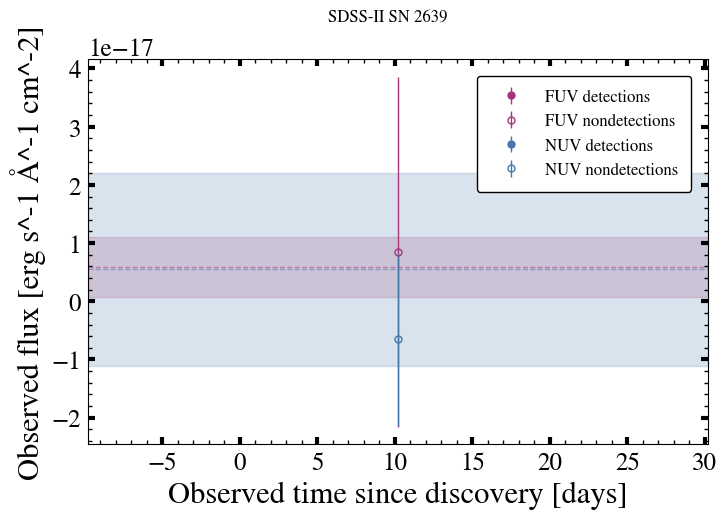 SDSS-II SN 2639
1e−17
4
3
2
1
0
−1
−2
Observed flux [erg s^-1 Å^-1 cm^-2]
FUV detections
FUV nondetections
NUV detections
NUV nondetections
−5 0 5 10 15 20 25 30
Observed time since discovery [days]